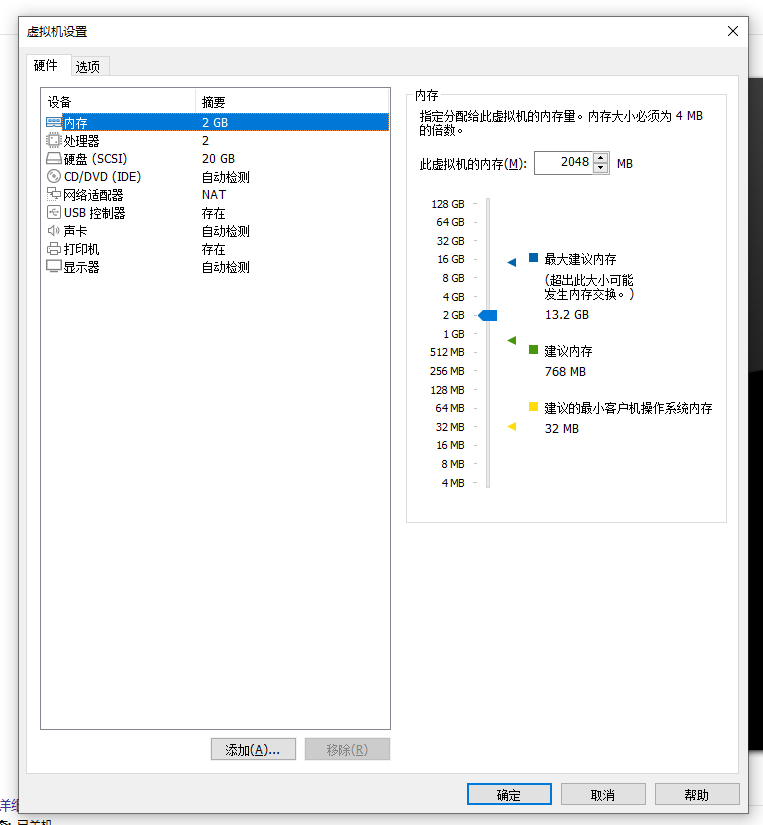 虚拟机设置
硬件 选项
设备 摘要
内存 2 GB
处理器 2
硬盘 (SCSI) 20 GB
CD/DVD (IDE) 自动检测
网络适配器 NAT
USB 控制器 存在
声卡 自动检测
打印机 存在
显示器 自动检测
添加(A)... 移除(R)
内存
指定分配给此虚拟机的内存量。内存大小必须为 4 MB
的倍数。
此虚拟机的内存(M): 2048 MB
128 GB
64 GB
32 GB
16 GB
8 GB
4 GB
2 GB
1 GB
512 MB
256 MB
128 MB
64 MB
32 MB
16 MB
8 MB
4 MB
最大建议内存
(超出此大小可能
发生内存交换。)
13.2 GB
建议内存
768 MB
建议的最小客户机操作系统内存
32 MB
确定 取消 帮助